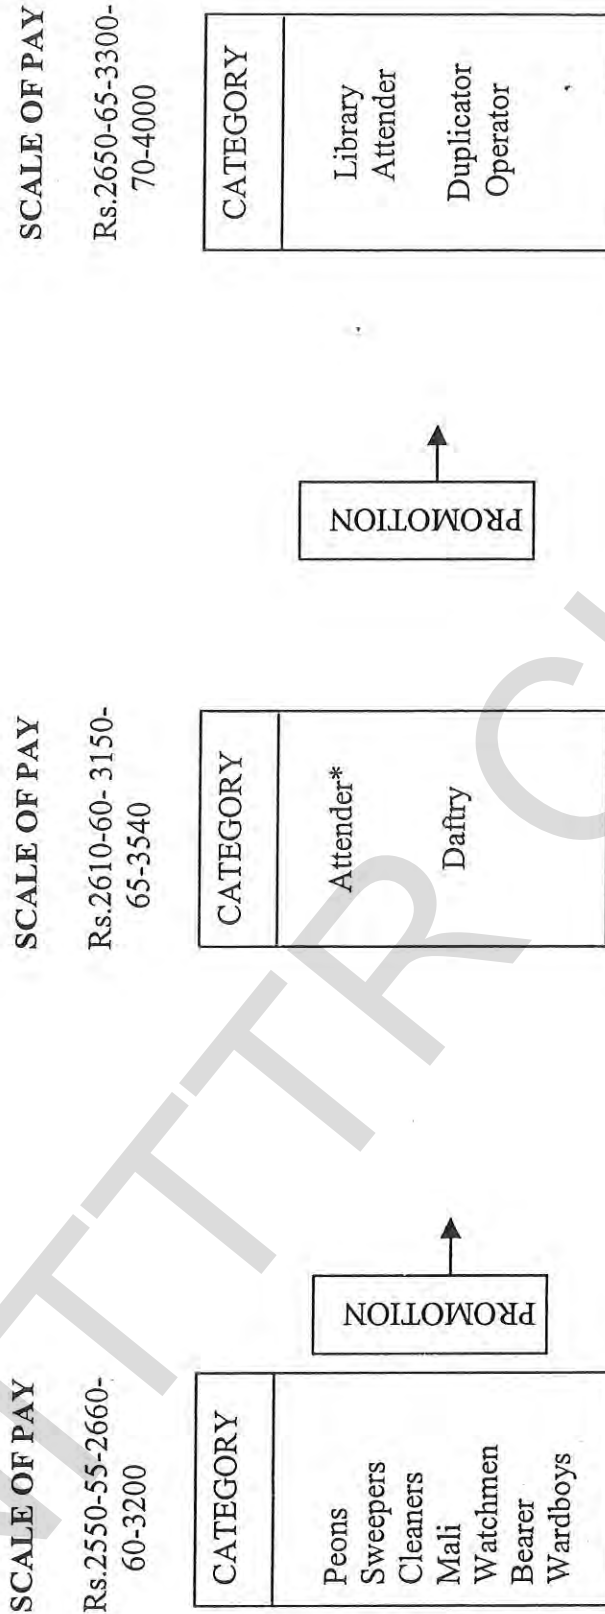 SCALE OF PAY
Rs.2550-55-2660-
60-3200
CATEGORY
Peons
Sweepers
Cleaners
Mali
Watchmen
Bearer
Wardboys
PROMOTION
SCALE OF PAY
Rs.2610-60- 3150-
65-3540
CATEGORY
Attender*
Daftry
PROMOTION
SCALE OF PAY
Rs.2650-65-3300-
70-4000
CATEGORY
Library
Attender
Duplicator
Operator